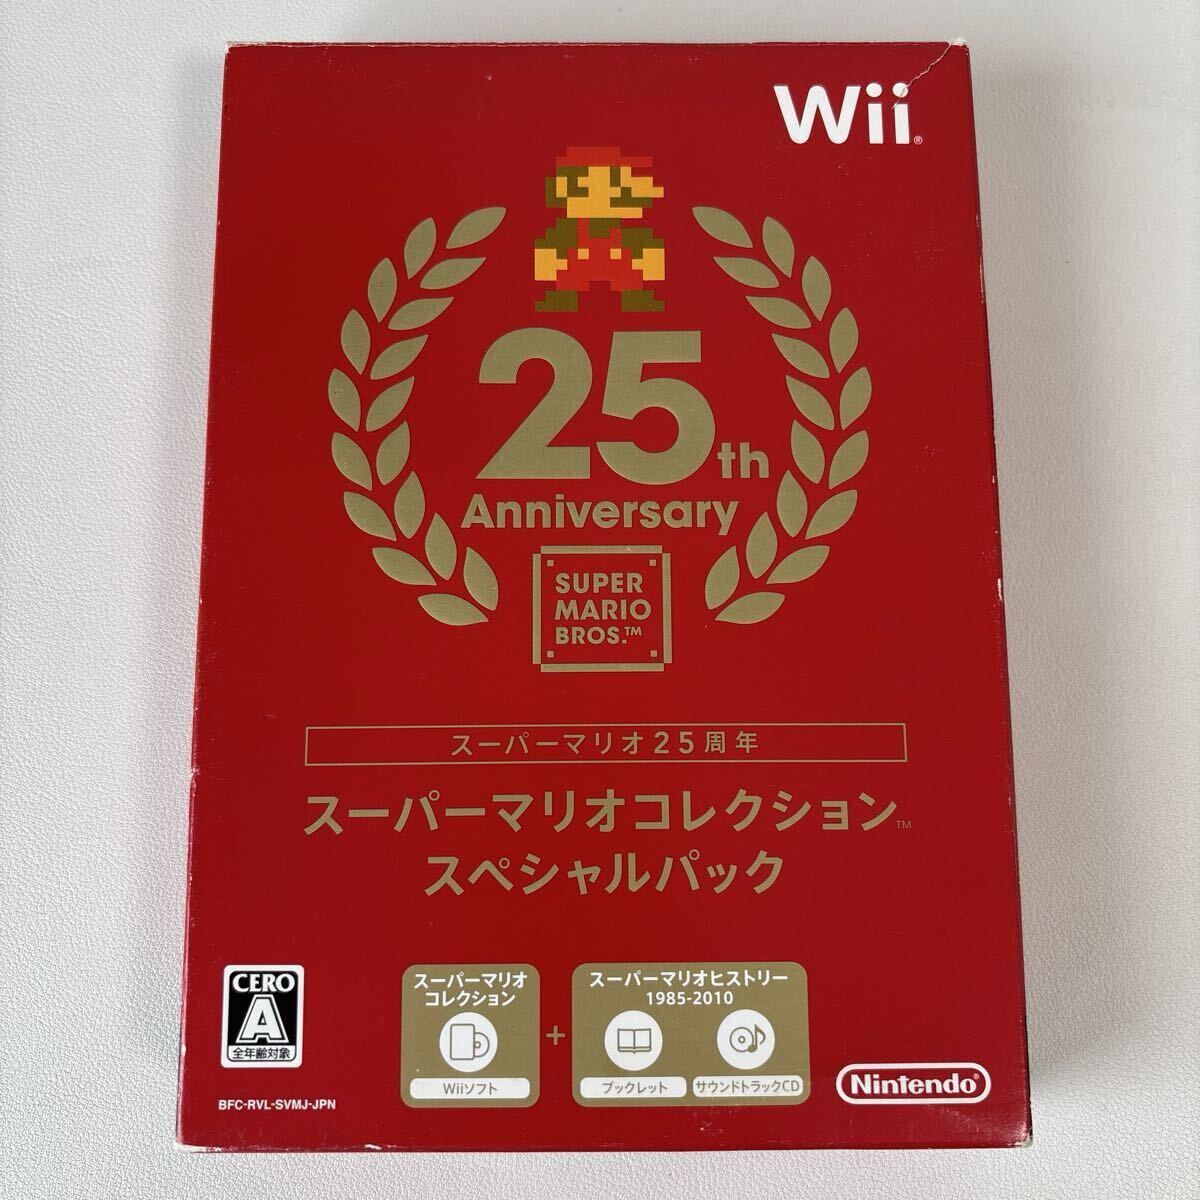 Wii®
25th
Anniversary
SUPER
MARIO
BROS.™
スーパーマリオ25周年
スーパーマリオコレクション™
スペシャルパック
CERO
A
全年齢対象
BFC-RVL-SVMJ-JPN
スーパーマリオ
コレクション
Wiiソフト
+
スーパーマリオヒストリー
1985-2010
ブックレット
サウンドトラックCD
Nintendo®